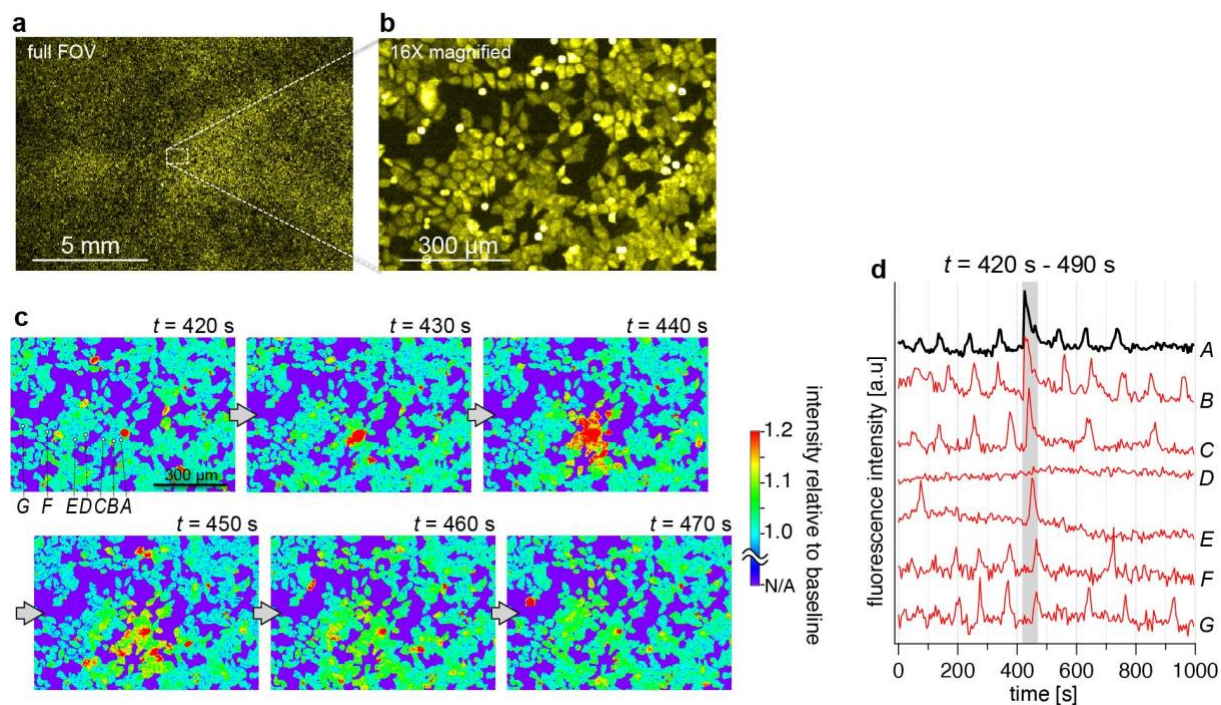 a
full FOV
5 mm
b
16X magnified
300 µm
c
t = 420 s
t = 430 s
t = 440 s
300 µm
G F E D C B A
t = 450 s
t = 460 s
t = 470 s
1.2
1.1
1.0
N/A
intensity relative to baseline
d
t = 420 s - 490 s
fluorescence intensity [a.u]
A
B
C
D
E
F
G
0 200 400 600 800 1000
time [s]